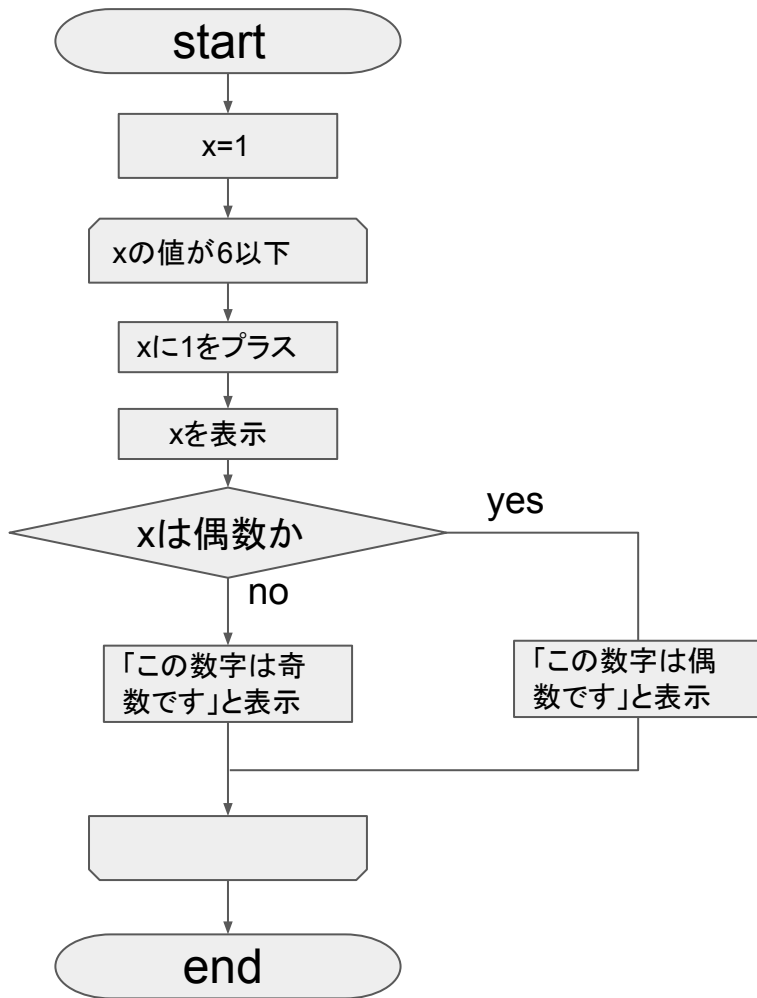 start
x=1
xの値が6以下
xに1をプラス
xを表示
xは偶数か
yes
no
「この数字は奇
数です」と表示
「この数字は偶
数です」と表示
end